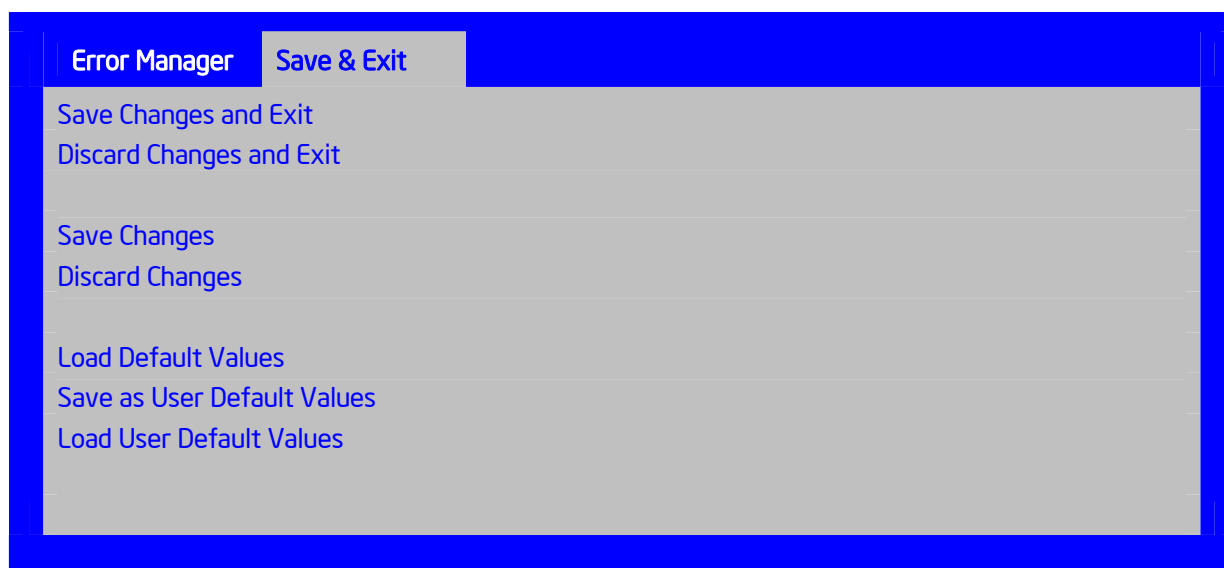 Error Manager Save & Exit
Save Changes and Exit
Discard Changes and Exit
Save Changes
Discard Changes
Load Default Values
Save as User Default Values
Load User Default Values